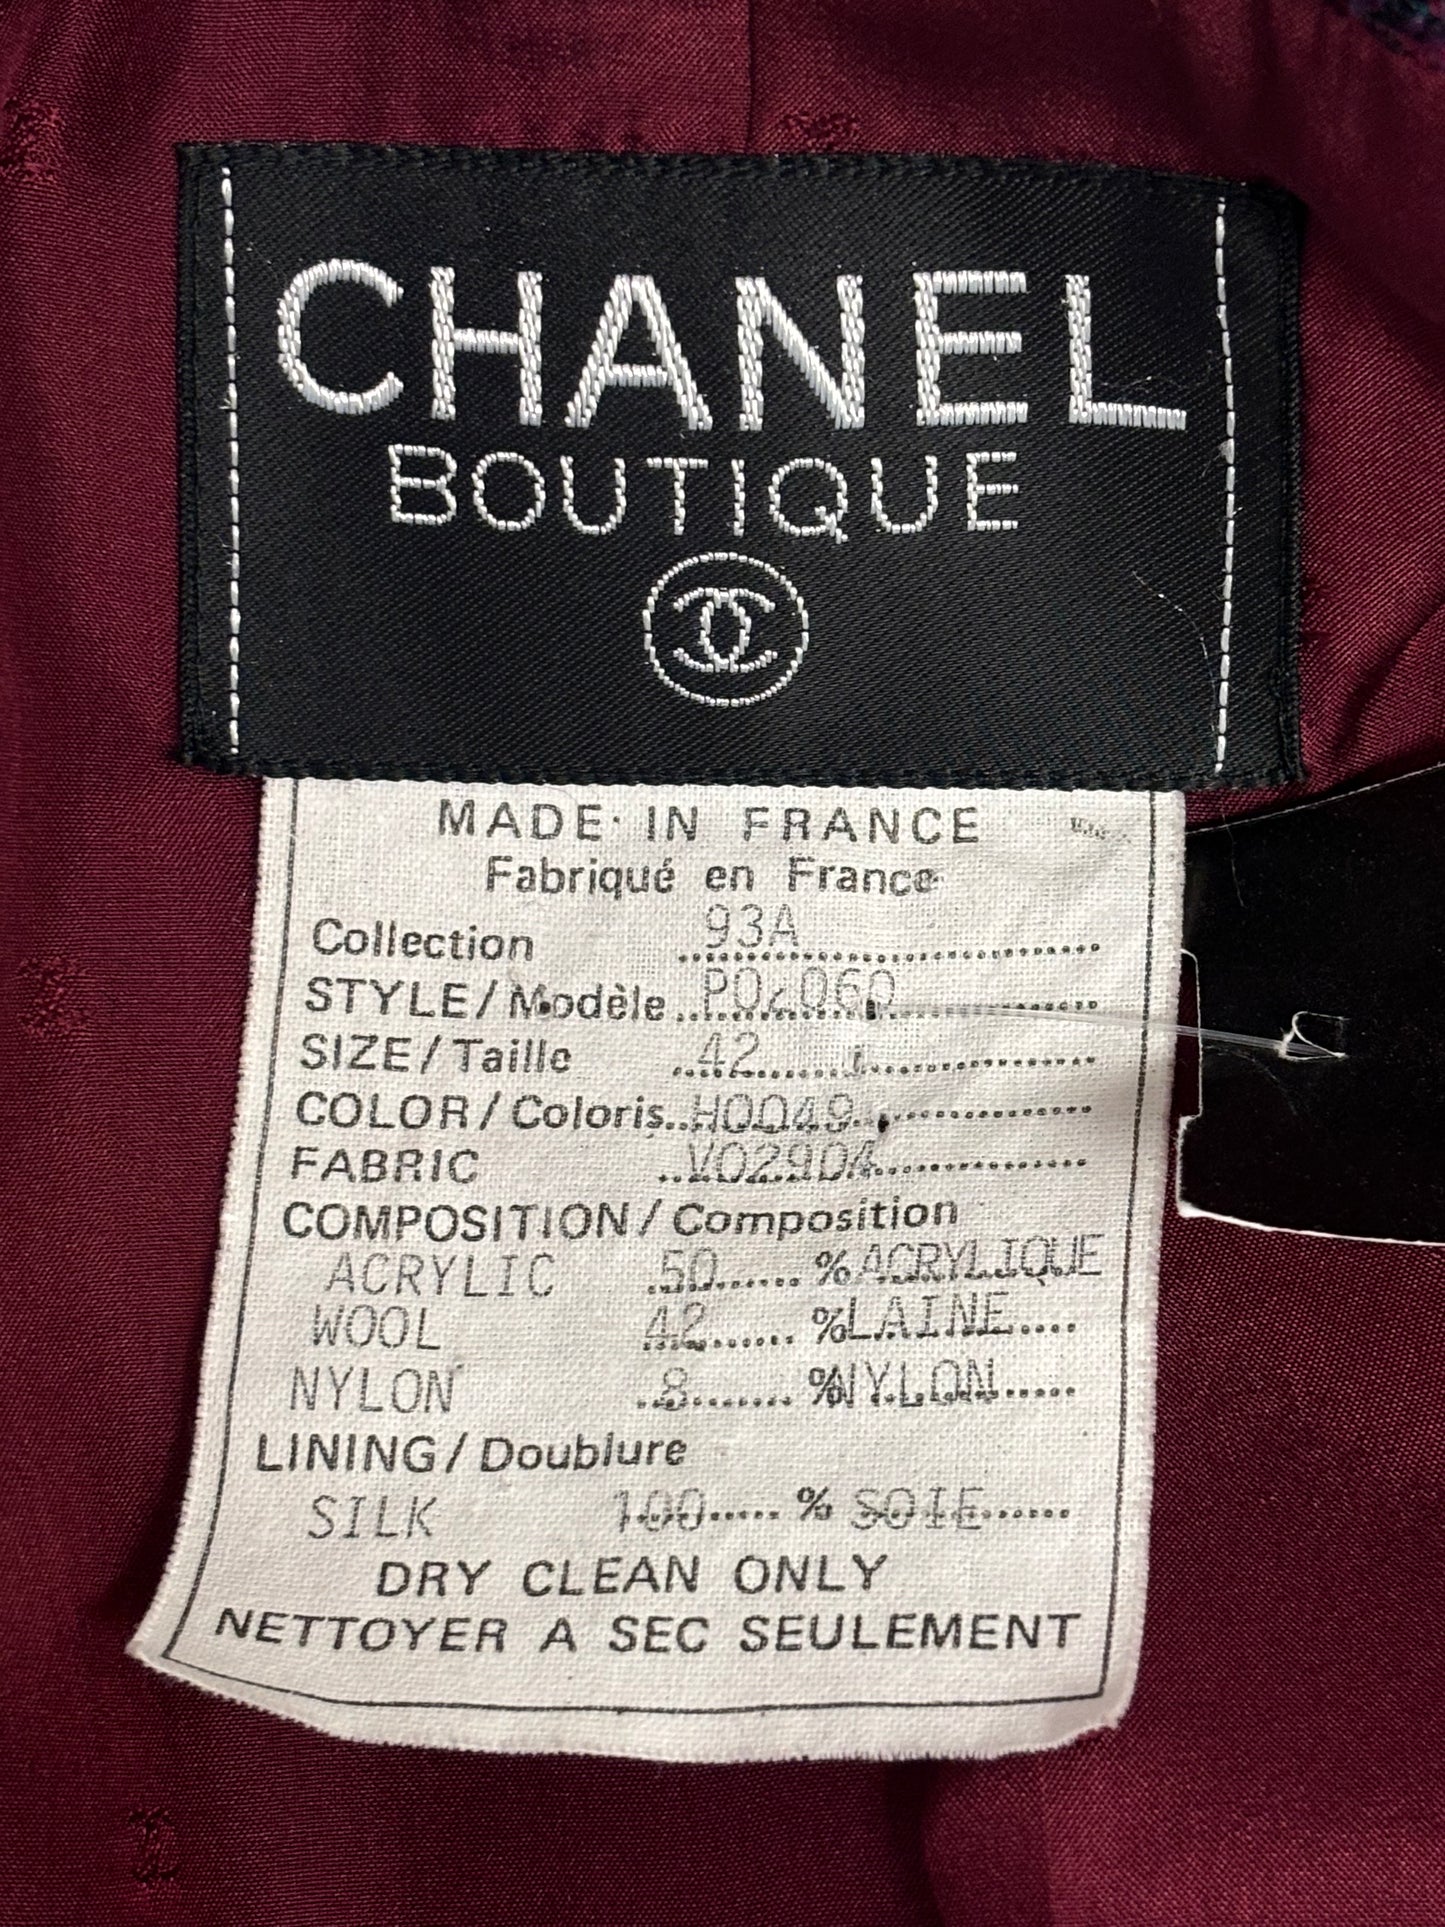 CHANEL
BOUTIQUE
MADE IN FRANCE
Fabriqué en France
Collection 93A
STYLE/Modèle P02060
SIZE/Taille 42
COLOR/Coloris H0049
FABRIC V02904
COMPOSITION/Composition
ACRYLIC 50 % ACRYLIQUE
WOOL 42 % LAINE
NYLON 8 % NYLON
LINING/Doublure
SILK 100 % SOIE
DRY CLEAN ONLY
NETTOYER A SEC SEULEMENT